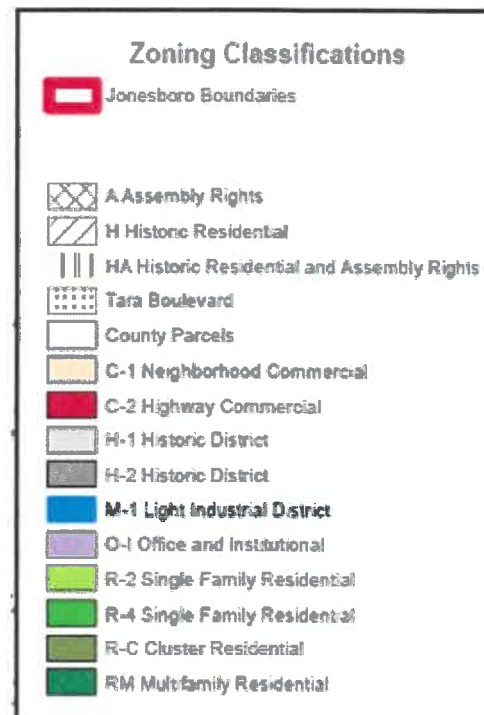 Zoning Classifications
Jonesboro Boundaries
A Assembly Rights
H Historic Residential
HA Historic Residential and Assembly Rights
Tara Boulevard
County Parcels
C-1 Neighborhood Commercial
C-2 Highway Commercial
H-1 Historic District
H-2 Historic District
M-1 Light Industrial District
O-I Office and Institutional
R-2 Single Family Residential
R-4 Single Family Residential
R-C Cluster Residential
RM Multifamily Residential